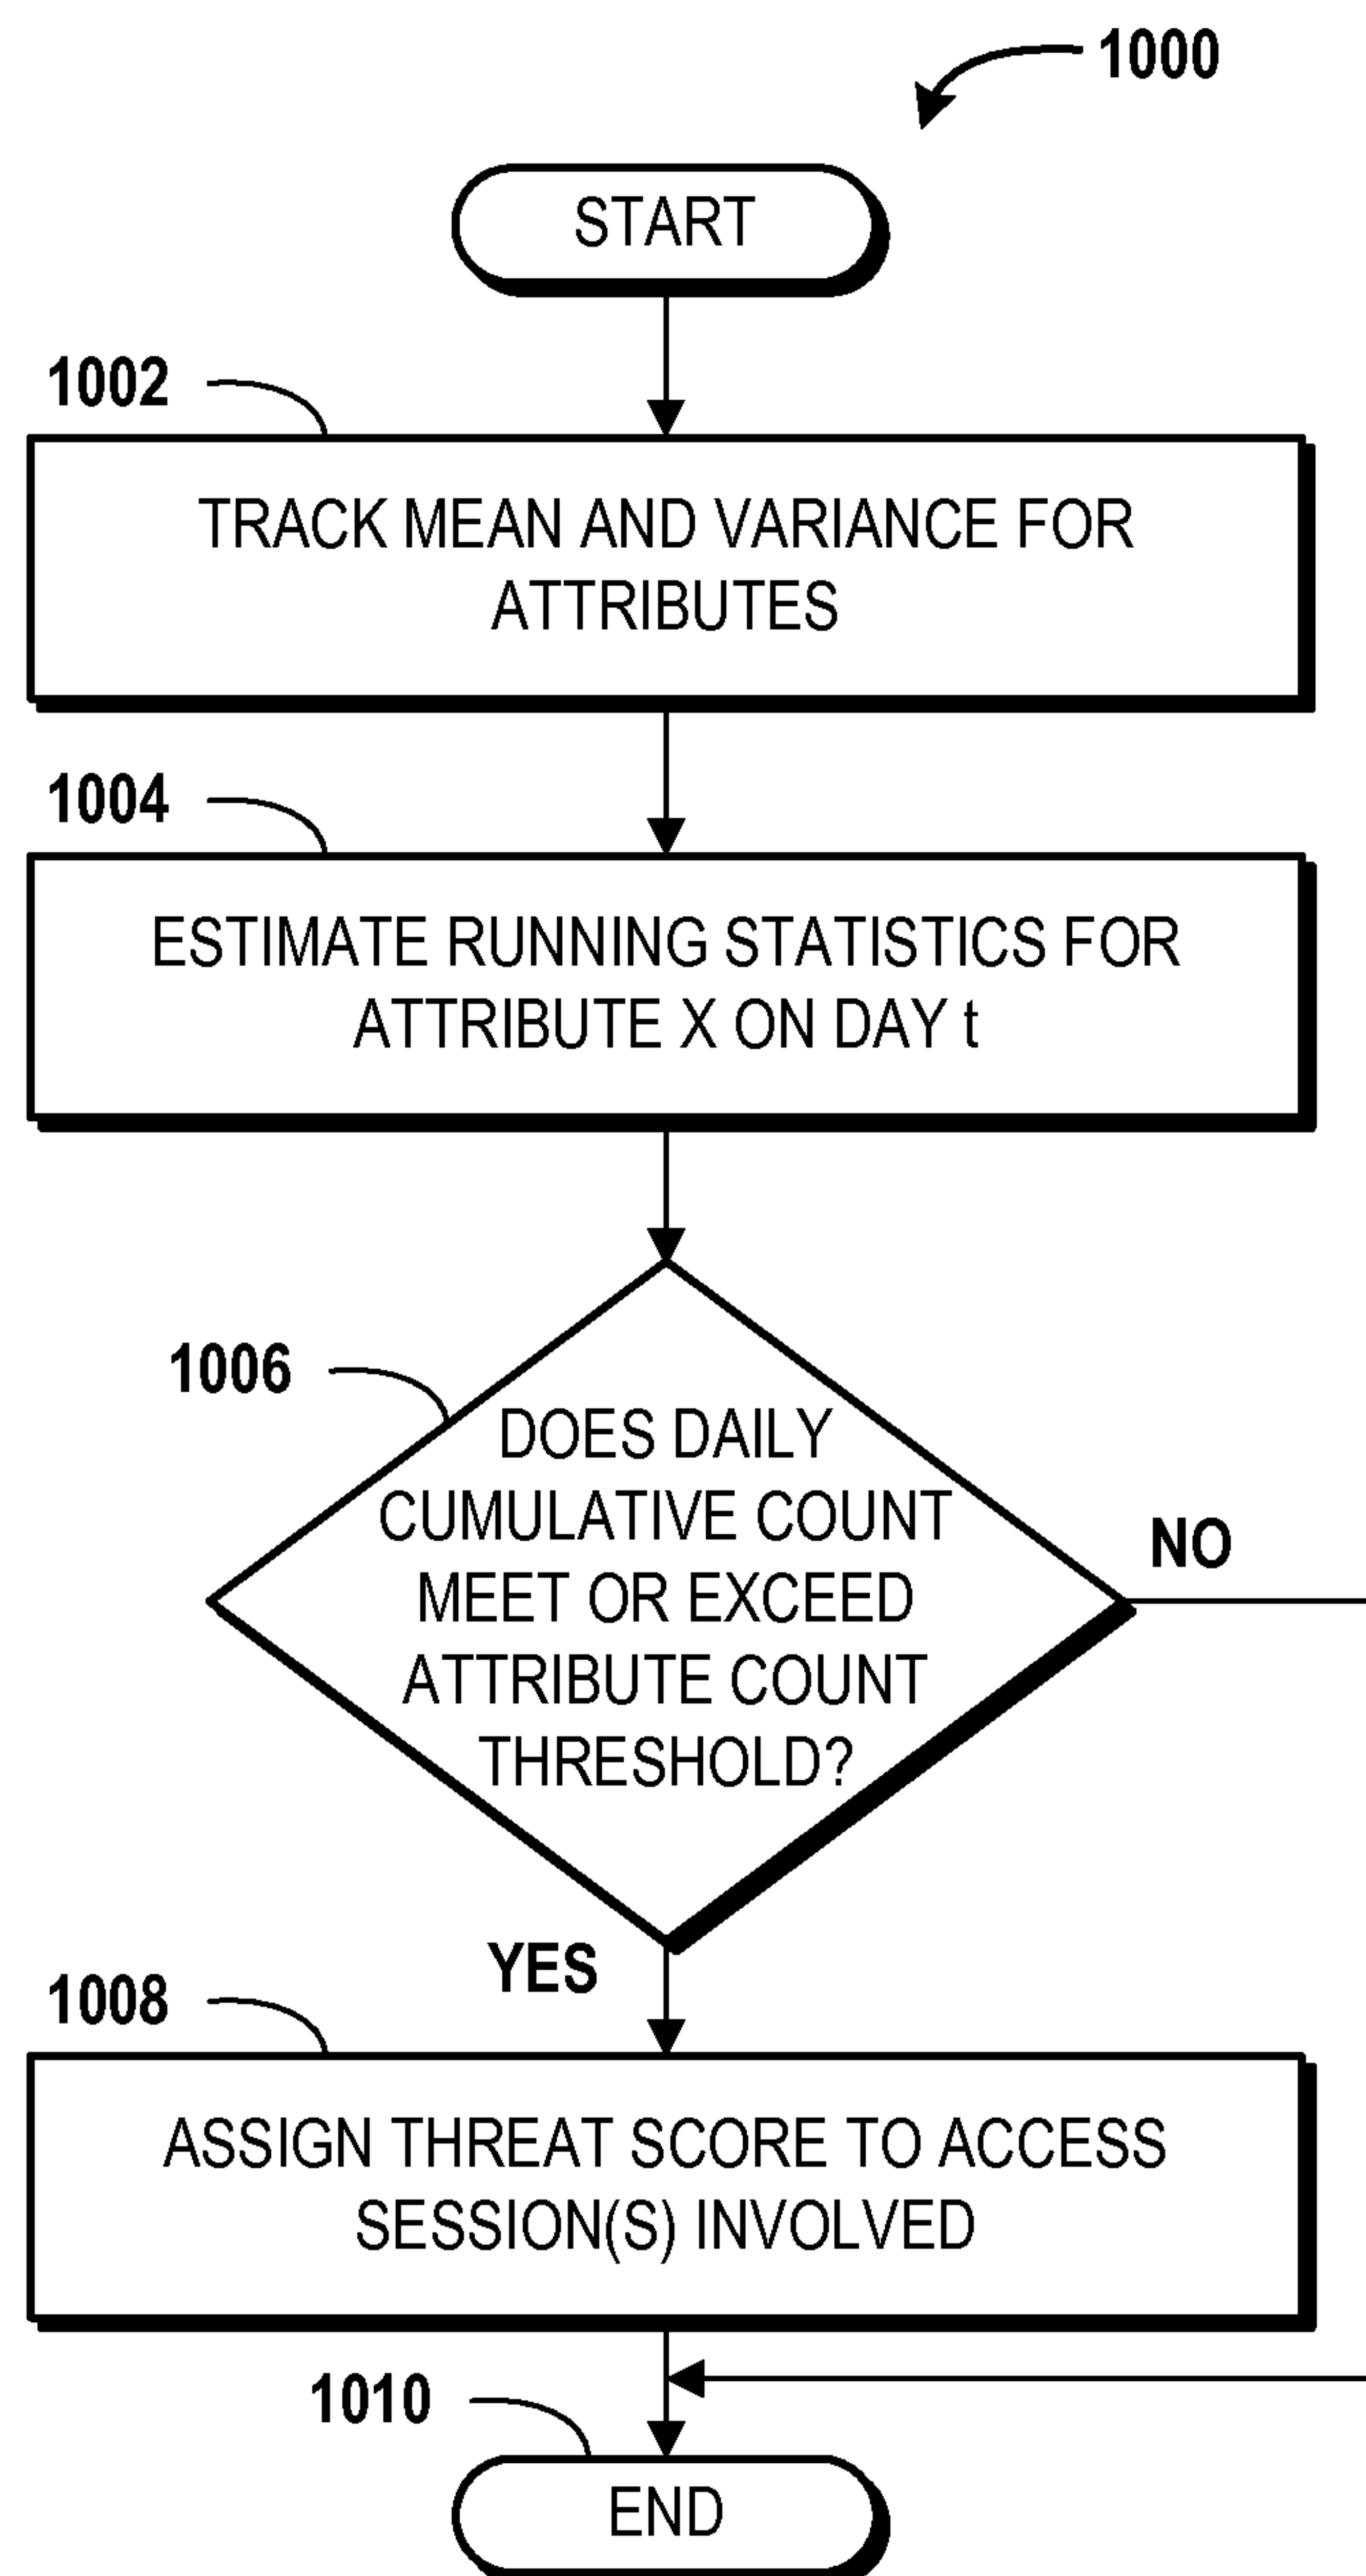 1000
START
1002
TRACK MEAN AND VARIANCE FOR
ATTRIBUTES
1004
ESTIMATE RUNNING STATISTICS FOR
ATTRIBUTE X ON DAY t
1006
DOES DAILY
CUMULATIVE COUNT
MEET OR EXCEED
ATTRIBUTE COUNT
THRESHOLD?
NO
YES
1008
ASSIGN THREAT SCORE TO ACCESS
SESSION(S) INVOLVED
1010
END